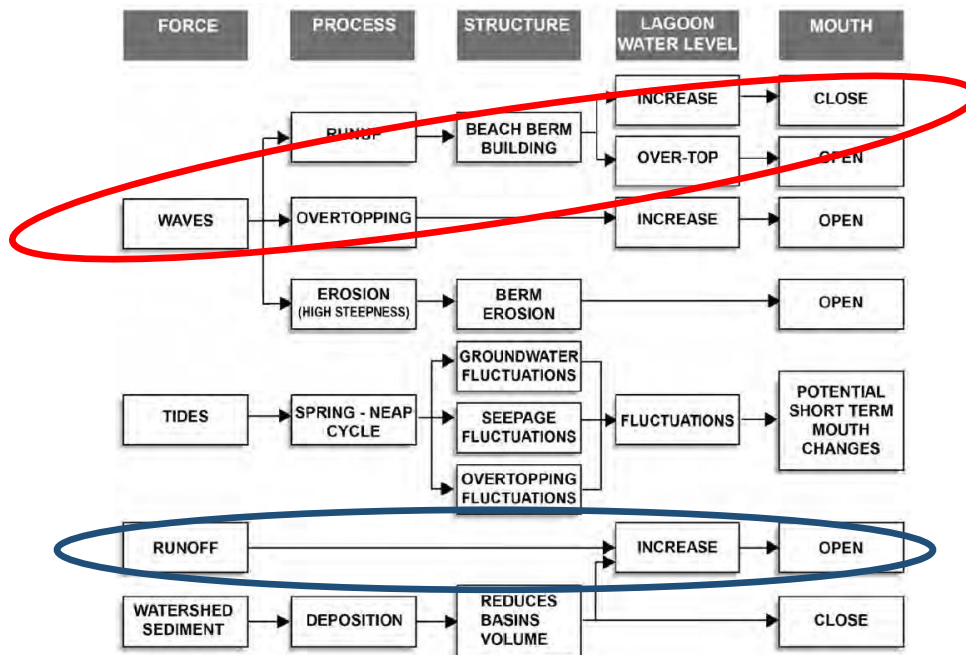 FORCE
PROCESS
STRUCTURE
LAGOON
WATER LEVEL
MOUTH
WAVES
RUNUP
BEACH BERM
BUILDING
INCREASE
CLOSE
OVER-TOP
OPEN
OVERTOPPING
INCREASE
OPEN
EROSION
(HIGH STEEPNESS)
BERM
EROSION
OPEN
TIDES
SPRING - NEAP
CYCLE
GROUNDWATER
FLUCTUATIONS
SEEPAGE
FLUCTUATIONS
OVERTOPPING
FLUCTUATIONS
FLUCTUATIONS
POTENTIAL
SHORT TERM
MOUTH
CHANGES
RUNOFF
INCREASE
OPEN
WATERSHED
SEDIMENT
DEPOSITION
REDUCES
BASINS
VOLUME
CLOSE